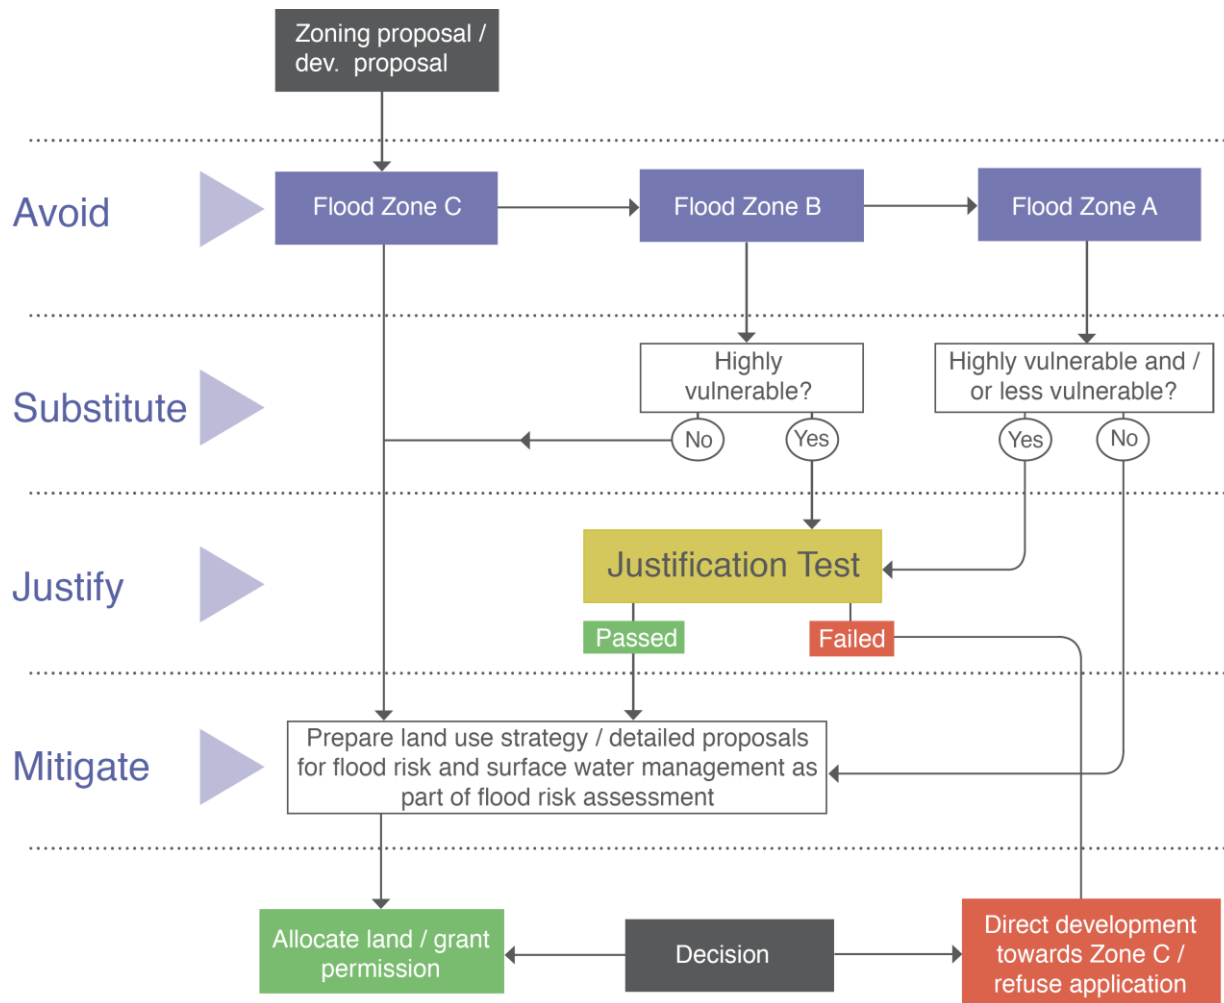 Zoning proposal /
dev. proposal
Avoid
Flood Zone C
Flood Zone B
Flood Zone A
Substitute
Highly
vulnerable?
Highly vulnerable and /
or less vulnerable?
No
Yes
Yes
No
Justify
Justification Test
Passed
Failed
Mitigate
Prepare land use strategy / detailed proposals
for flood risk and surface water management as
part of flood risk assessment
Allocate land / grant
permission
Decision
Direct development
towards Zone C /
refuse application